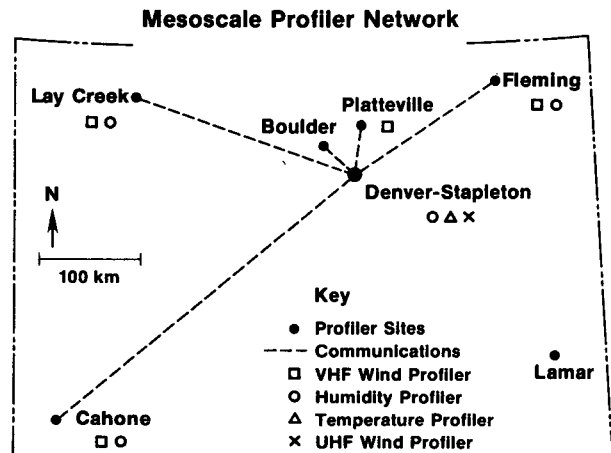 Mesoscale Profiler Network
Fleming
Lay Creek
Platteville
Boulder
Denver-Stapleton
N
100 km
Key
Profiler Sites
Communications
VHF Wind Profiler
Humidity Profiler
Temperature Profiler
UHF Wind Profiler
Lamar
Cahone